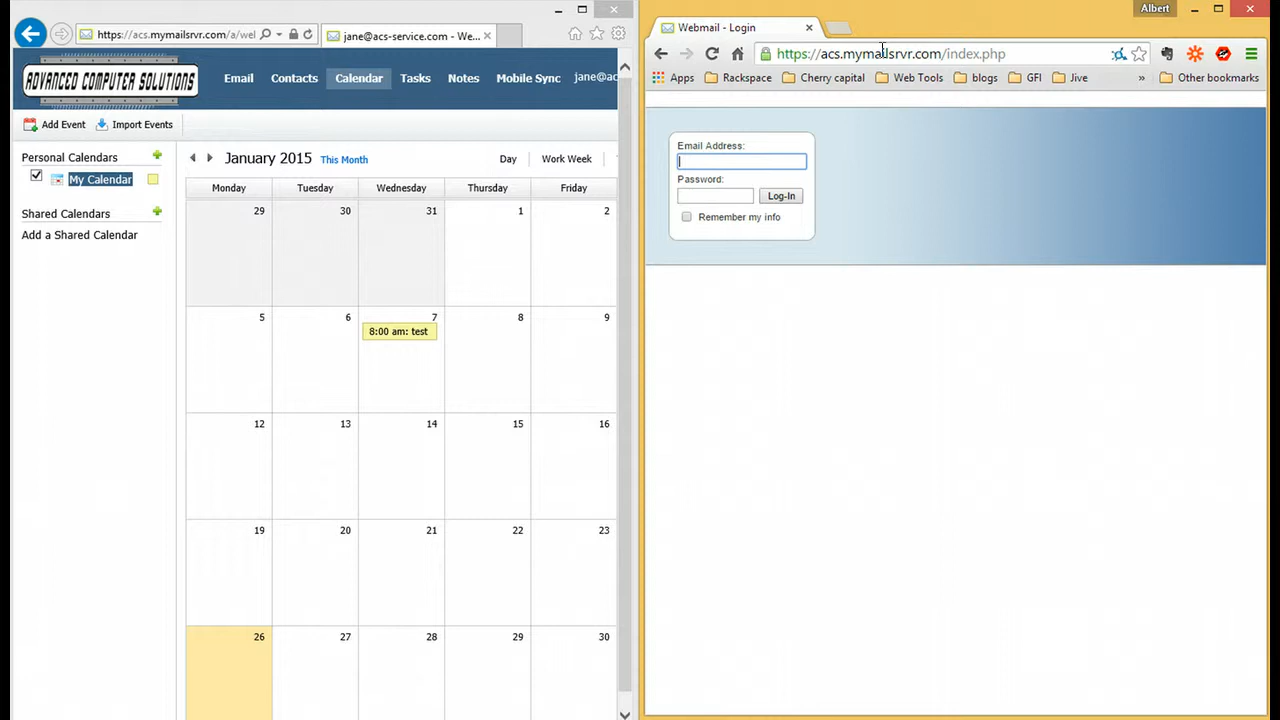 https://acs.mymailsrvr.com/a/wel
jane@acs-service.com - We...
ADVANCED COMPUTER SOLUTIONS
Email Contacts Calendar Tasks Notes Mobile Sync jane@ac
Add Event Import Events
Personal Calendars
My Calendar
Shared Calendars
Add a Shared Calendar
January 2015 This Month Day Work Week
Monday Tuesday Wednesday Thursday Friday
29 30 31 1 2
5 6 7 8 9
8:00 am: test
12 13 14 15 16
19 20 21 22 23
26 27 28 29 30
Albert
Webmail - Login
https://acs.mymailsrvr.com/index.php
Apps Rackspace Cherry capital Web Tools blogs GFI Jive » Other bookmarks
Email Address:
Password:
Log-In
Remember my info